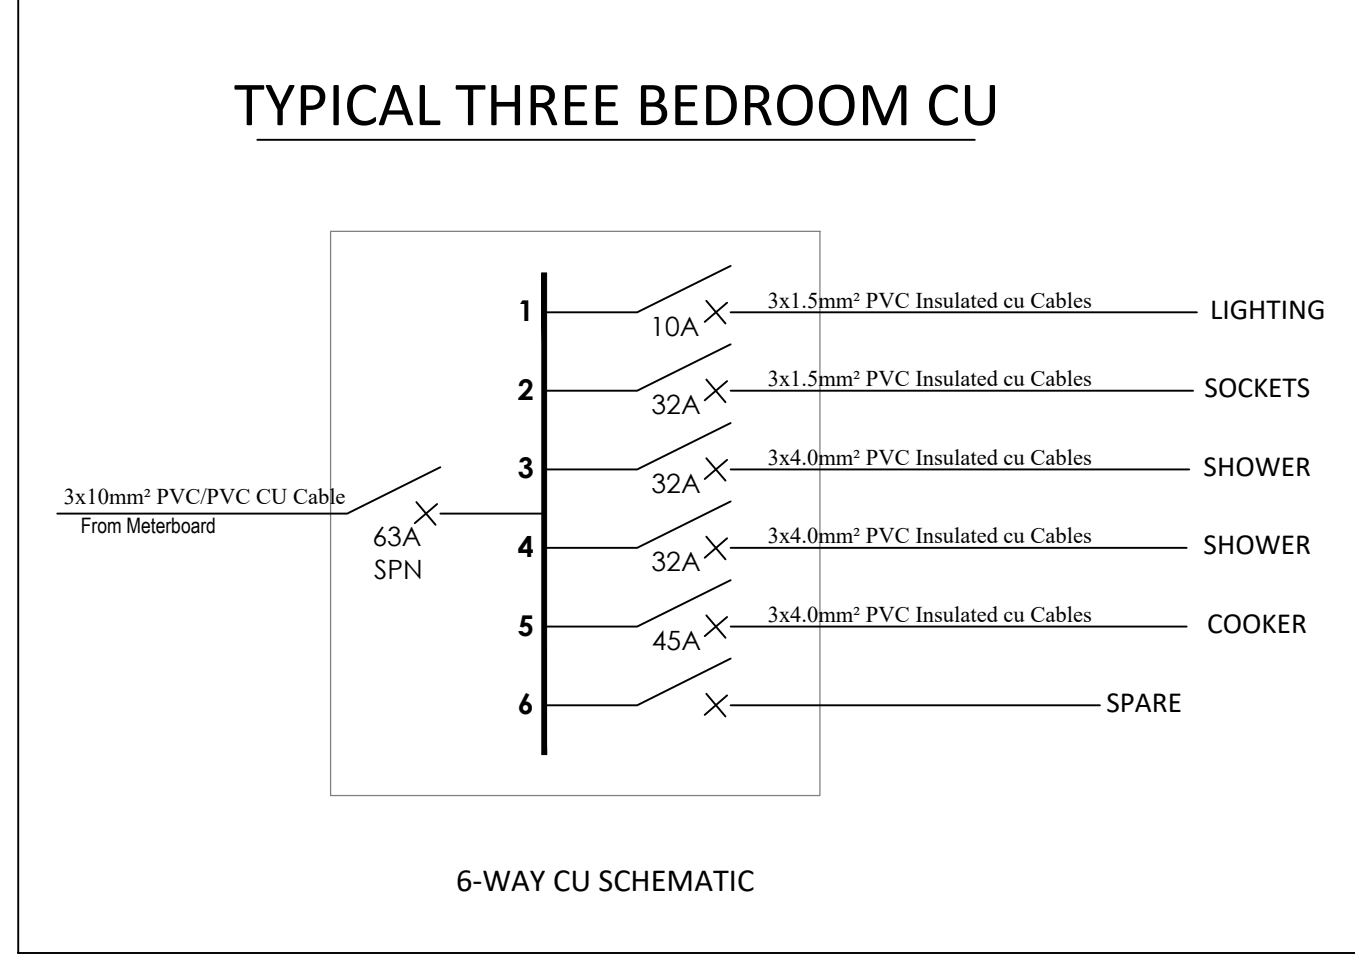 TYPICAL THREE BEDROOM CU
1
10A
3x1.5mm² PVC Insulated cu Cables
LIGHTING
2
32A
3x1.5mm² PVC Insulated cu Cables
SOCKETS
3
32A
3x4.0mm² PVC Insulated cu Cables
SHOWER
3x10mm² PVC/PVC CU Cable
From Meterboard
63A
SPN
4
32A
3x4.0mm² PVC Insulated cu Cables
SHOWER
5
45A
3x4.0mm² PVC Insulated cu Cables
COOKER
6
SPARE
6-WAY CU SCHEMATIC